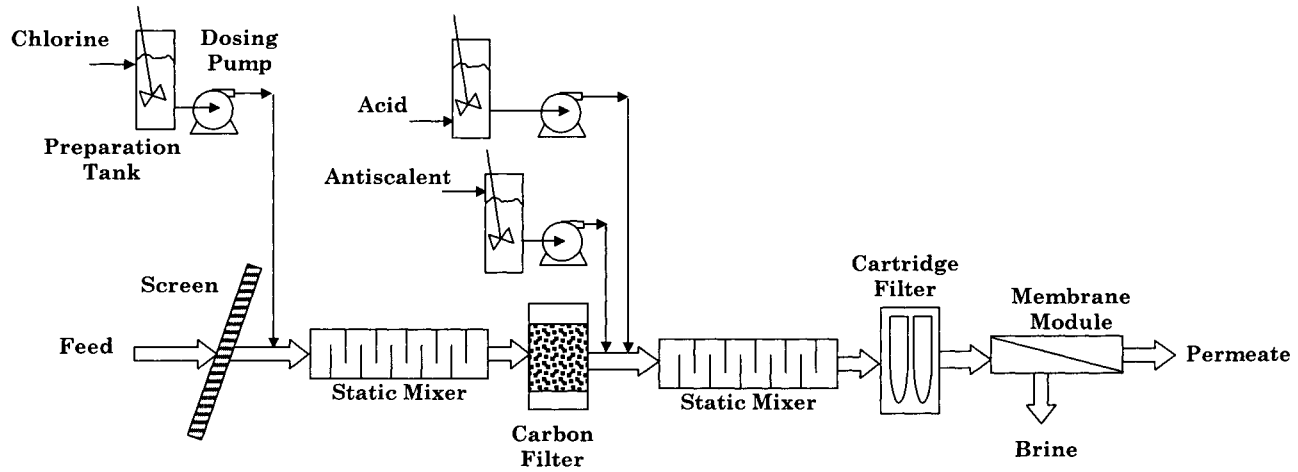 Chlorine
Dosing
Pump
Preparation
Tank
Acid
Antiscalent
Screen
Feed
Static Mixer
Carbon
Filter
Static Mixer
Cartridge
Filter
Membrane
Module
Permeate
Brine